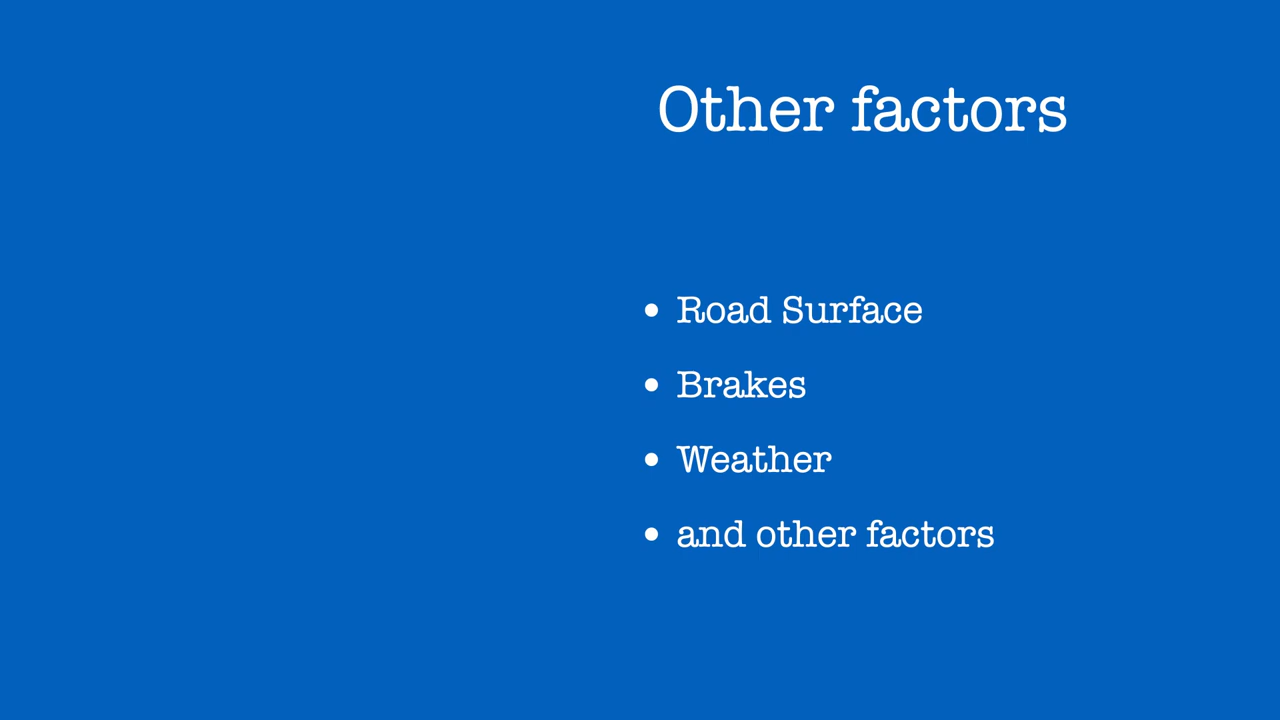 Other factors
• Road Surface
• Brakes
• Weather
• and other factors